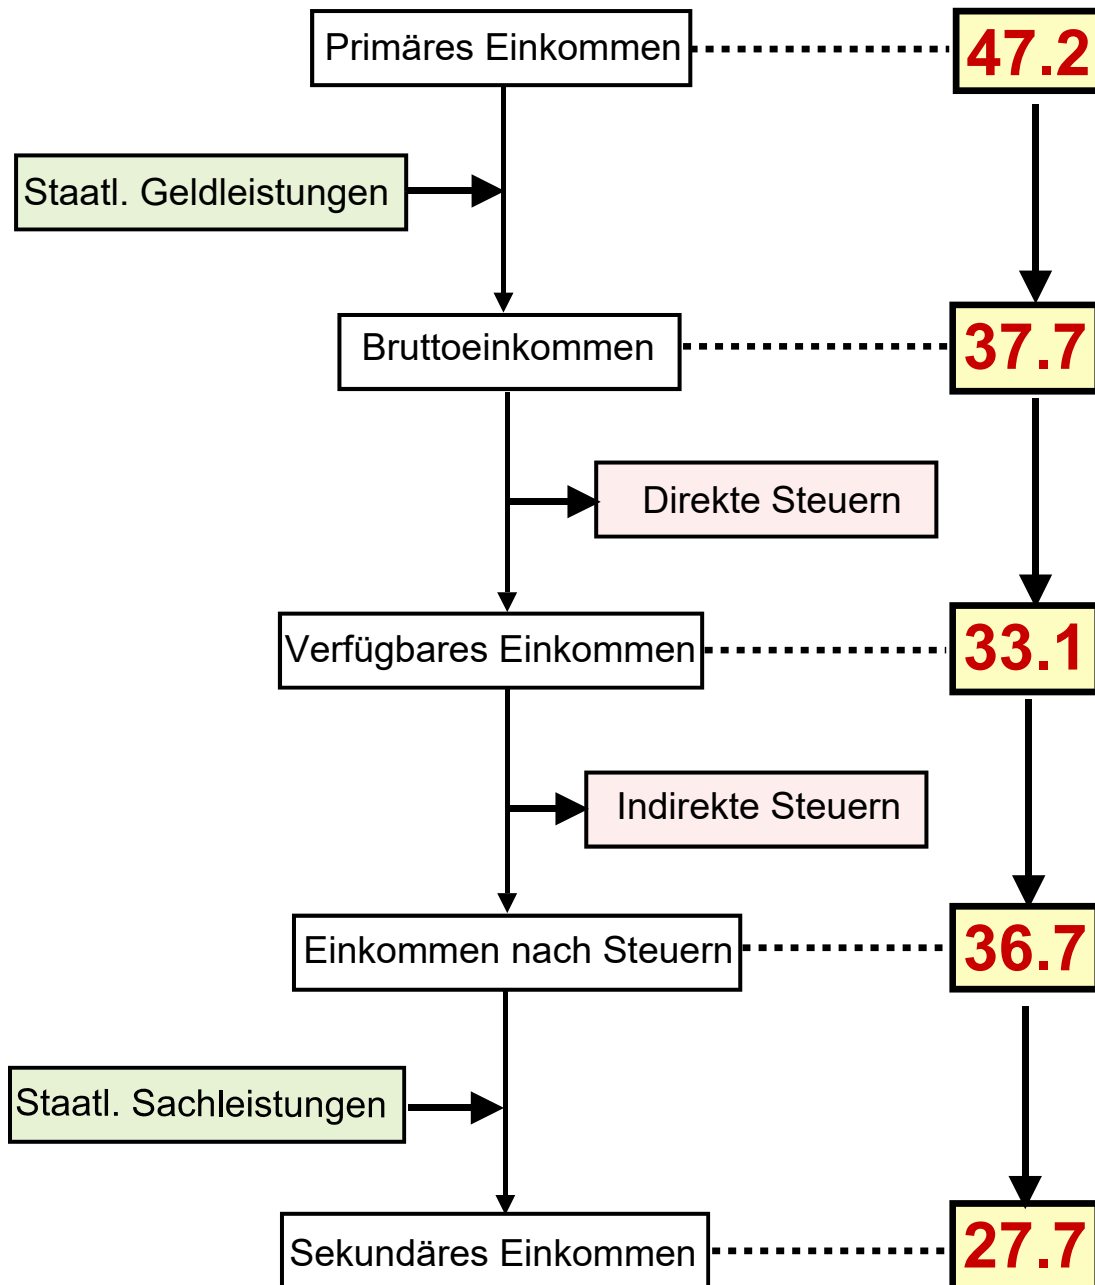 Primäres Einkommen
47.2
Staatl. Geldleistungen
Bruttoeinkommen
37.7
Direkte Steuern
Verfügbares Einkommen
33.1
Indirekte Steuern
Einkommen nach Steuern
36.7
Staatl. Sachleistungen
Sekundäres Einkommen
27.7